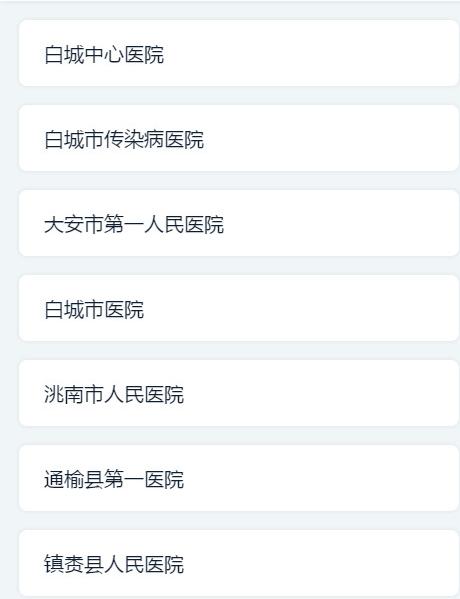 白城中心医院
白城市传染病医院
大安市第一人民医院
白城市医院
洮南市人民医院
通榆县第一医院
镇赉县人民医院